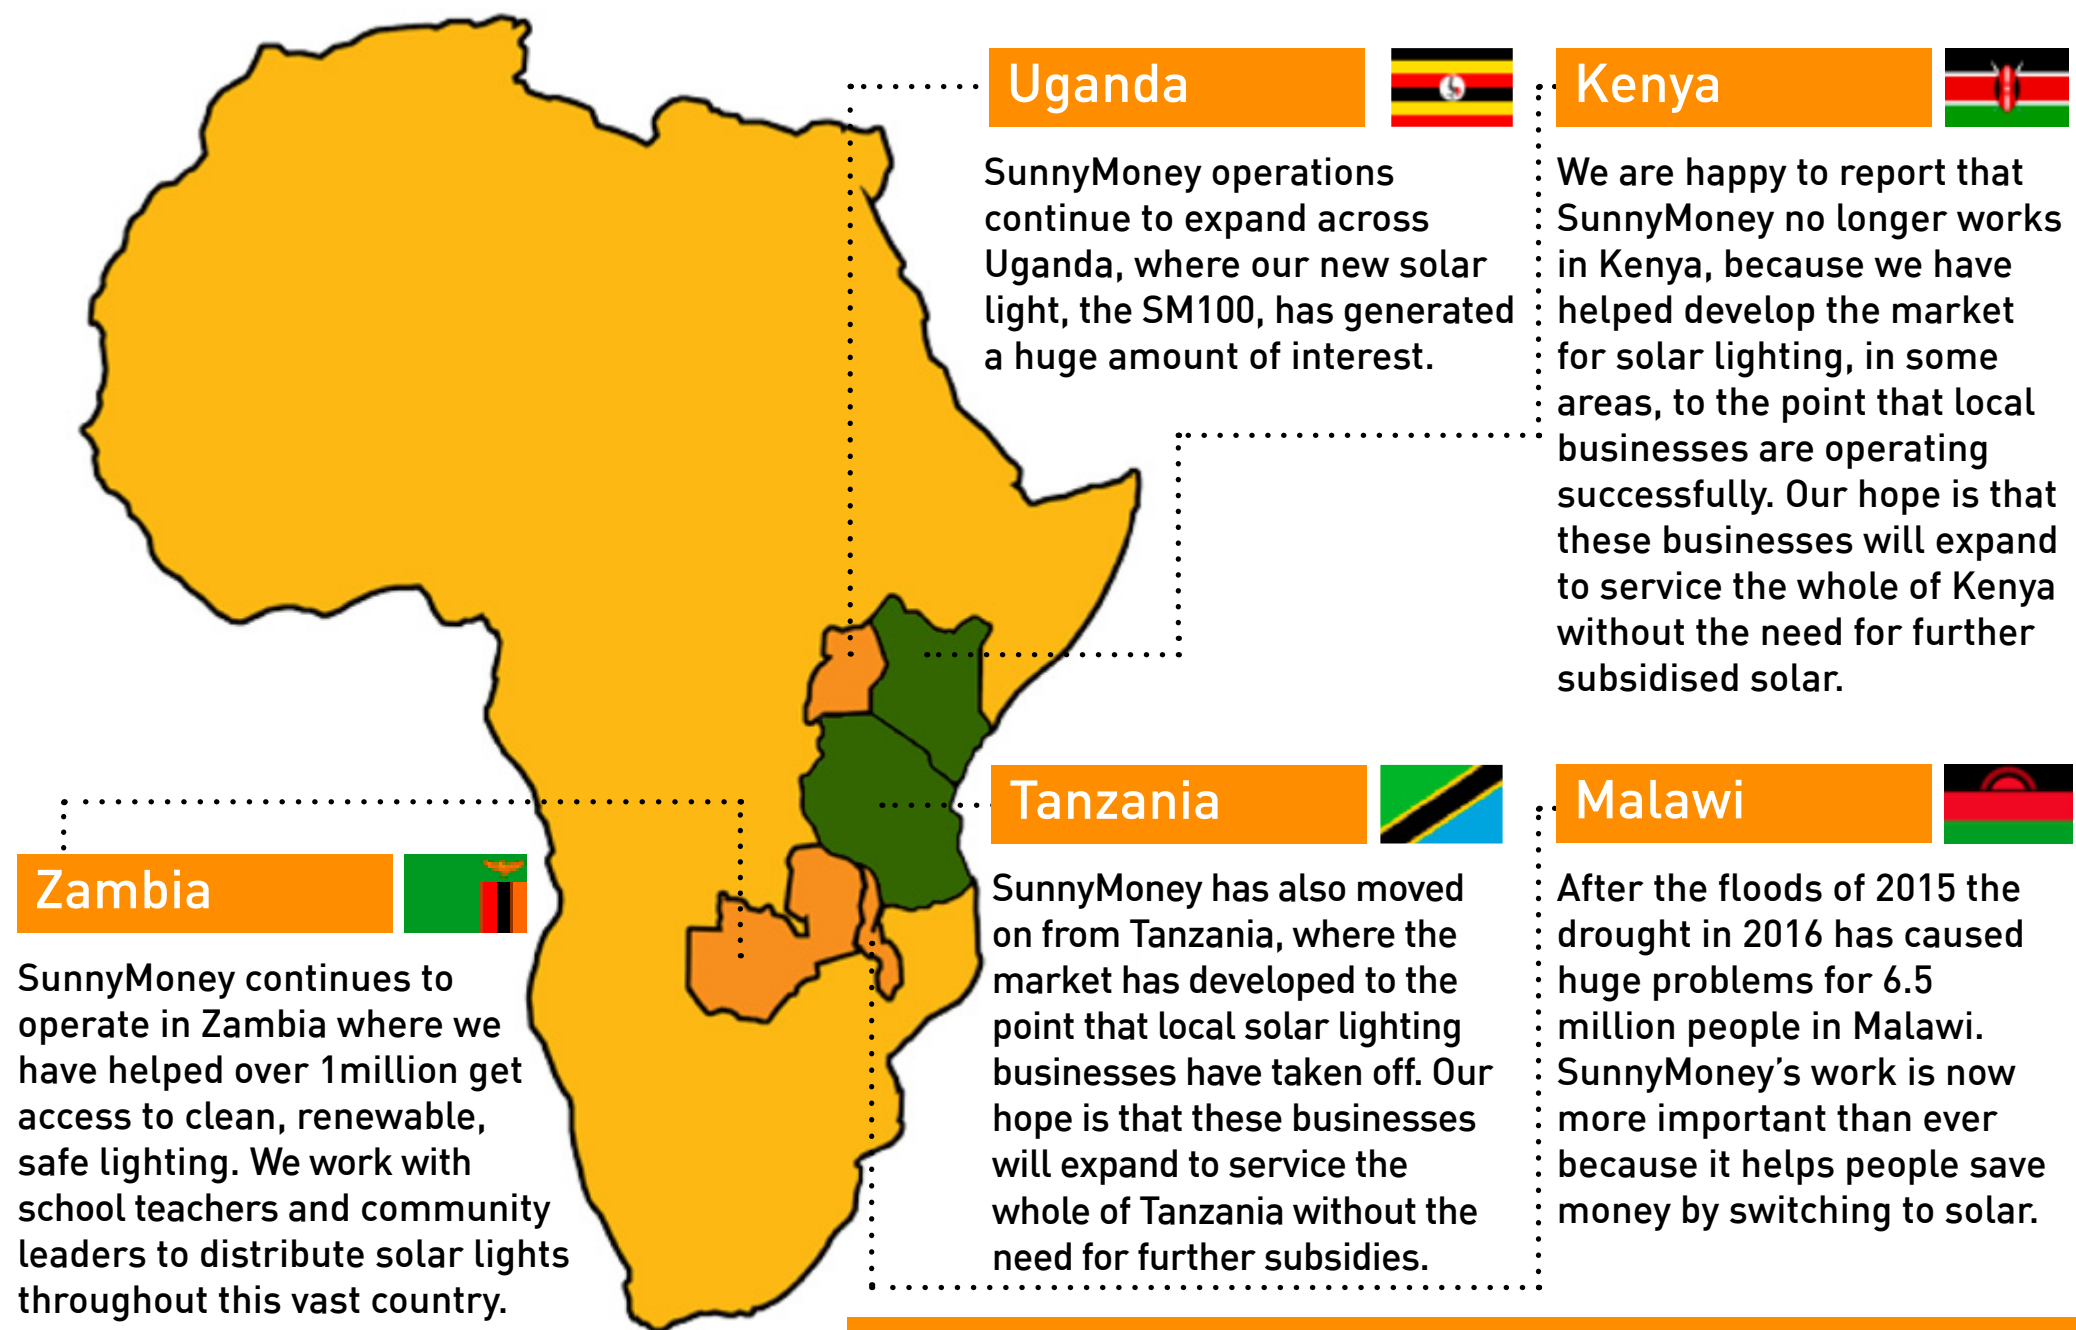 Uganda
SunnyMoney operations
continue to expand across
Uganda, where our new solar
light, the SM100, has generated
a huge amount of interest.
Kenya
We are happy to report that
SunnyMoney no longer works
in Kenya, because we have
helped develop the market
for solar lighting, in some
areas, to the point that local
businesses are operating
successfully. Our hope is that
these businesses will expand
to service the whole of Kenya
without the need for further
subsidised solar.
Zambia
SunnyMoney continues to
operate in Zambia where we
have helped over 1million get
access to clean, renewable,
safe lighting. We work with
school teachers and community
leaders to distribute solar lights
throughout this vast country.
Tanzania
SunnyMoney has also moved
on from Tanzania, where the
market has developed to the
point that local solar lighting
businesses have taken off. Our
hope is that these businesses
will expand to service the
whole of Tanzania without the
need for further subsidies.
Malawi
After the floods of 2015 the
drought in 2016 has caused
huge problems for 6.5
million people in Malawi.
SunnyMoney’s work is now
more important than ever
because it helps people save
money by switching to solar.